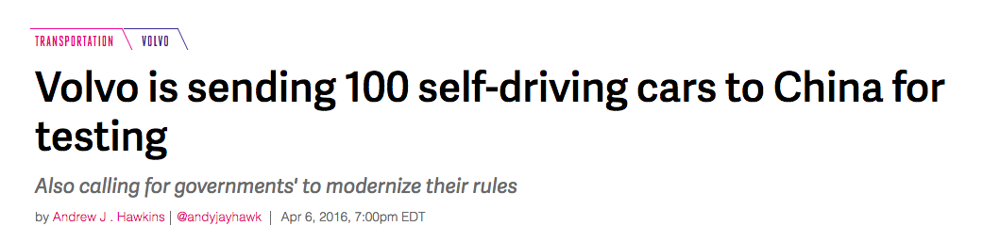 TRANSPORTATION VOLVO
Volvo is sending 100 self-driving cars to China for
testing
Also calling for governments' to modernize their rules
by Andrew J . Hawkins | @andyjayhawk | Apr 6, 2016, 7:00pm EDT